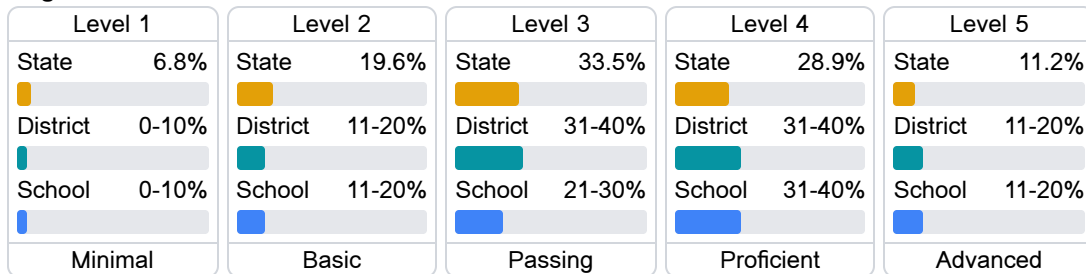 Level 1
State 6.8%
District 0-10%
School 0-10%
Minimal
Level 2
State 19.6%
District 11-20%
School 11-20%
Basic
Level 3
State 33.5%
District 31-40%
School 21-30%
Passing
Level 4
State 28.9%
District 31-40%
School 31-40%
Proficient
Level 5
State 11.2%
District 11-20%
School 11-20%
Advanced